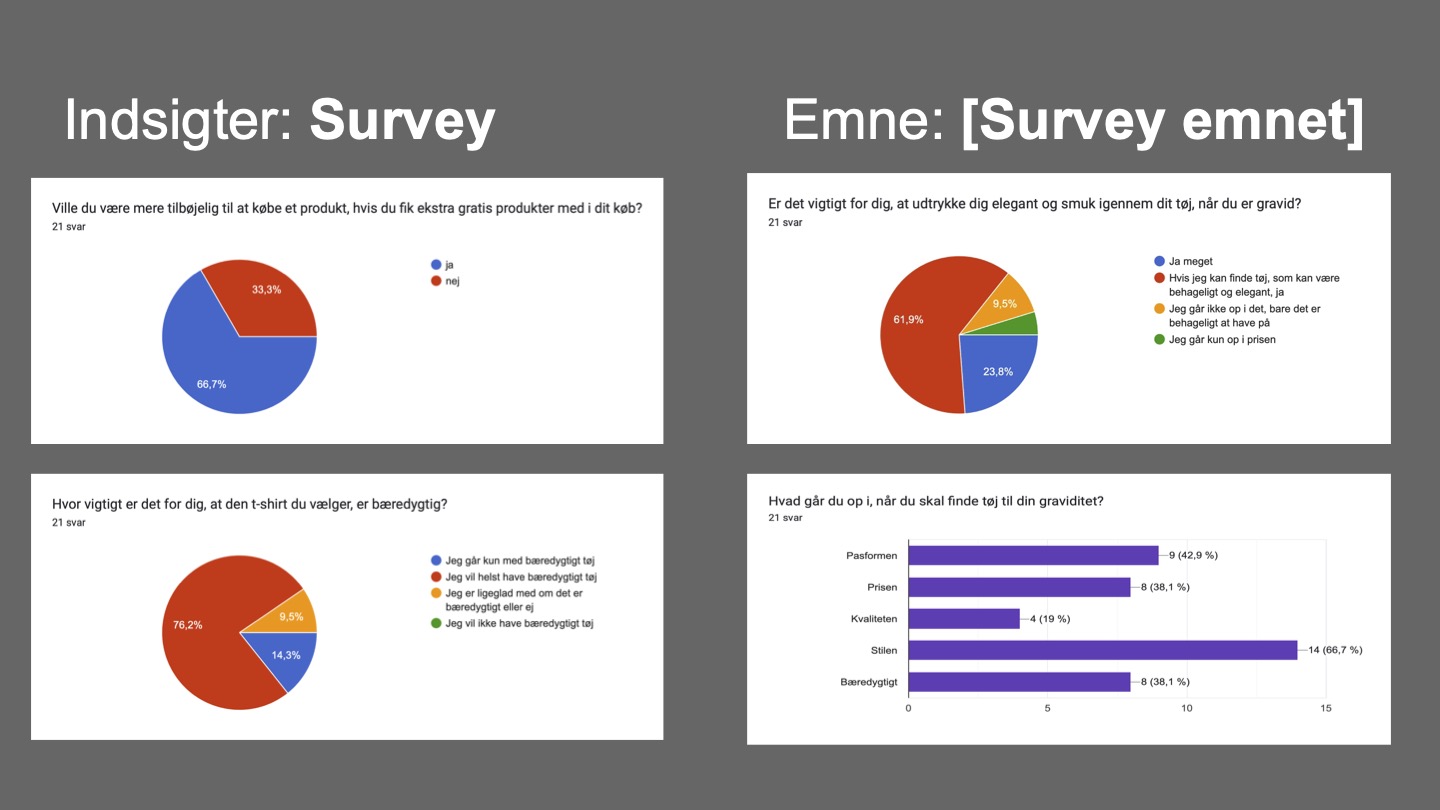 Indsigter: Survey
Emne: [Survey emnet]
Ville du være mere tilbøjelig til at købe et produkt, hvis du fik ekstra gratis produkter med i dit køb?
21 svar
ja
nej
33,3%
66,7%
Er det vigtigt for dig, at udtrykke dig elegant og smuk igennem dit tøj, når du er gravid?
21 svar
Ja meget
Hvis jeg kan finde tøj, som kan være
behageligt og elegant, ja
Jeg går ikke op i det, bare det er
behageligt at have på
Jeg går kun op i prisen
9,5%
61,9%
23,8%
Hvor vigtigt er det for dig, at den t-shirt du vælger, er bæredygtig?
21 svar
Jeg går kun med bæredygtigt tøj
Jeg vil helst have bæredygtigt tøj
Jeg er ligeglad med om det er
bæredygtigt eller ej
Jeg vil ikke have bæredygtigt tøj
76,2%
9,5%
14,3%
Hvad går du op i, når du skal finde tøj til din graviditet?
21 svar
Pasformen 9 (42,9 %)
Prisen 8 (38,1 %)
Kvaliteten 4 (19 %)
Stilen 14 (66,7 %)
Bæredygtigt 8 (38,1 %)
0 5 10 15